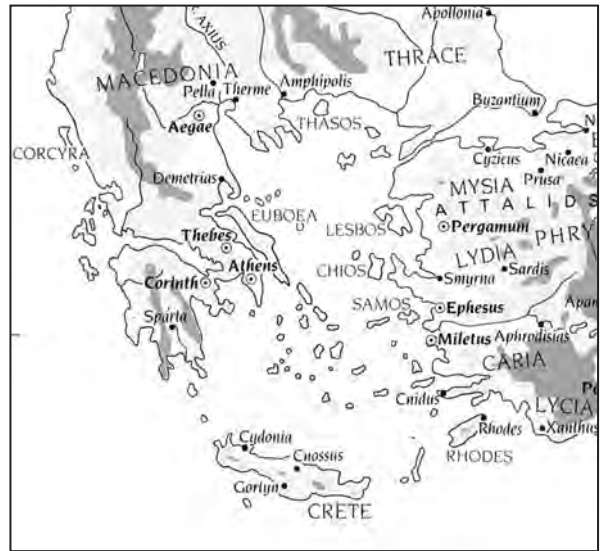 Apollonia
AXIUS
THRACE
MACEDONIA
Pella
Therme
Amphipolis
Byzantium
Aegae
THASOS
N
CORCYRA
Cyzicus
Nicaea
Prusa
Demetrias
MYSIA
ATTALIDS
EUBOEA
LESBOS
Pergamum
PHRY
Thebes
LYDIA
Athens
CHIOS
Sardis
Smyrna
Corinth
SAMOS
Ephesus
Apam
Sparta
Miletus
Aphrodisias
CARIA
Cnidus
LYCIA
Rhodes
Xanthus
Cydonia
RHODES
Cnossus
Gortyn
CRETE